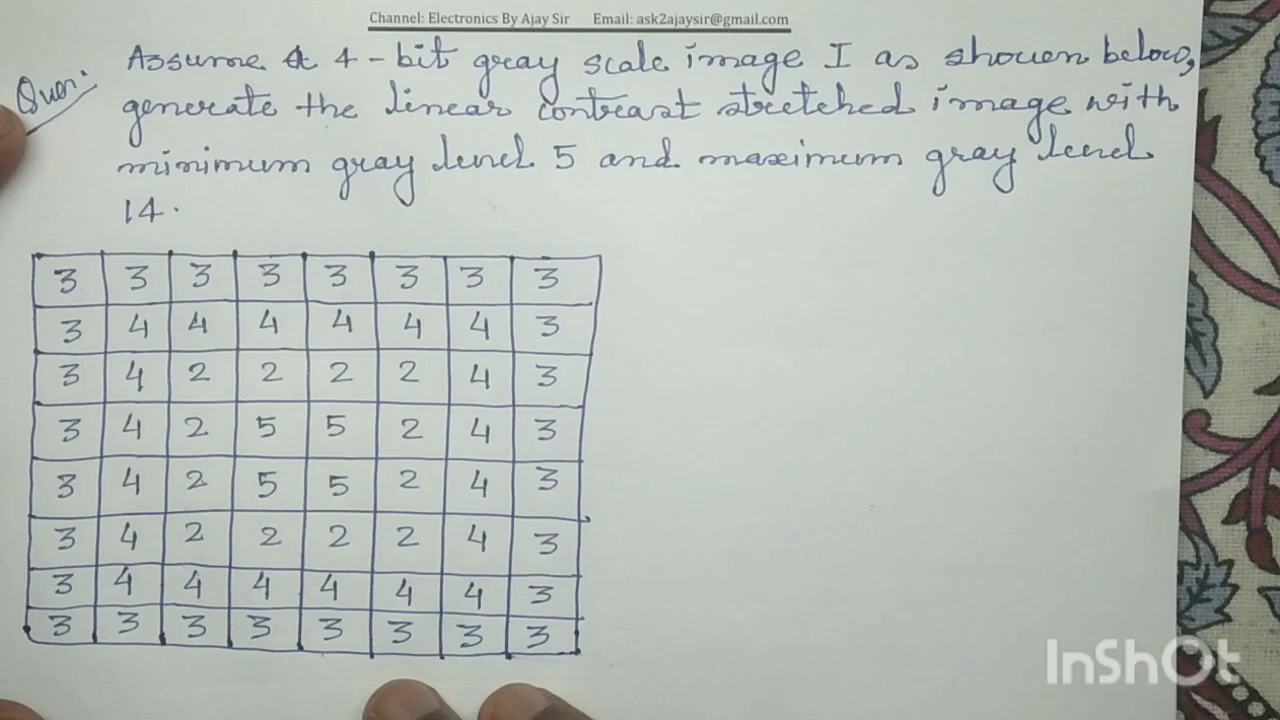 Channel: Electronics By Ajay Sir Email: ask2ajaysir@gmail.com
Ques:
Assume A 4-bit gray scale image I as shown below,
generate the linear contrast stretched image with
minimum gray level 5 and maximum gray level
14.
3 3 3 3 3 3 3 3
3 4 4 4 4 4 4 3
3 4 2 2 2 2 4 3
3 4 2 5 5 2 4 3
3 4 2 5 5 2 4 3
3 4 2 2 2 2 4 3
3 4 4 4 4 4 4 3
3 3 3 3 3 3 3 3
InShOt